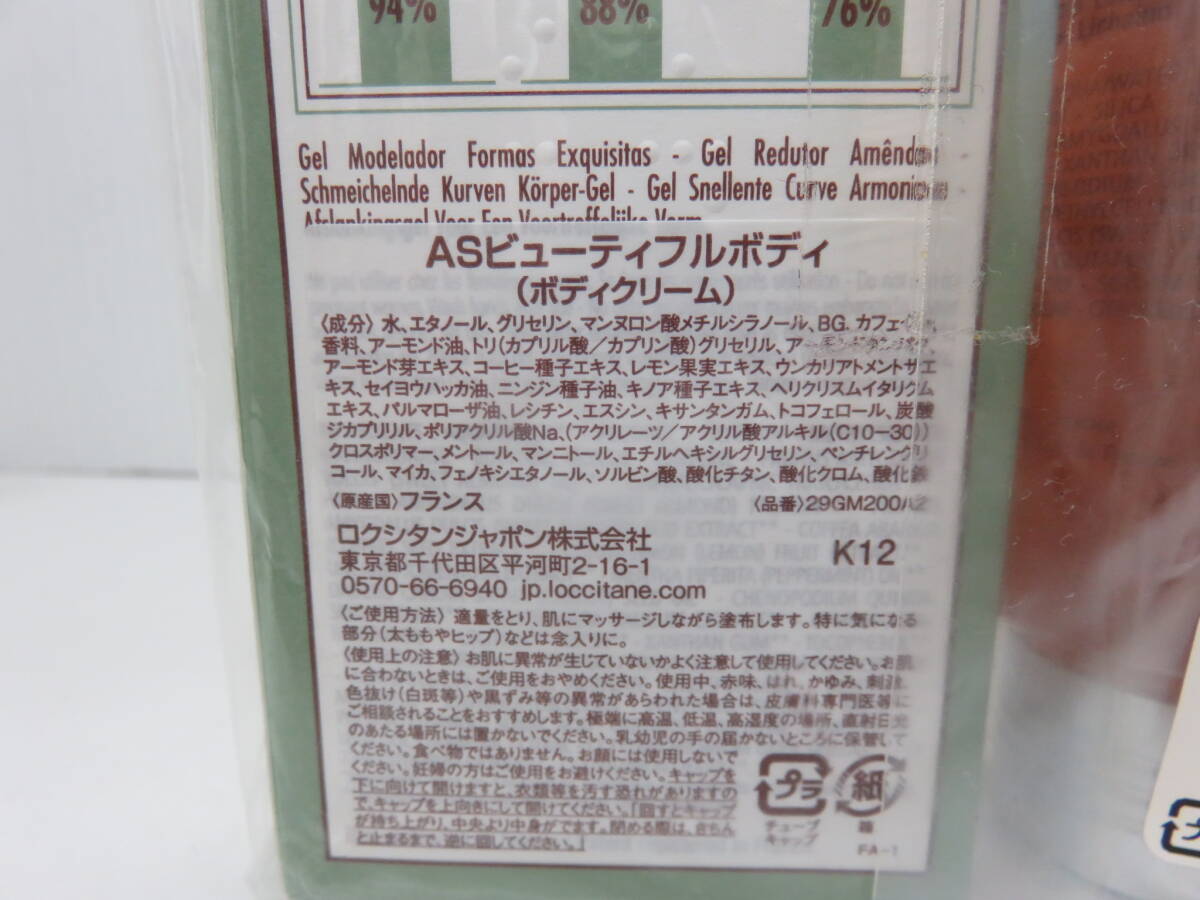 94% 88% 76%
Gel Modelador Formas Exquisitas - Gel Redutor
Schmeichelnde Kurven Körper-Gel - Gel Snellente Curve
ASビューティフルボディ
(ボディクリーム)
〈成分〉水、エタノール、グリセリン、マンヌロン酸メチルシラノール、BG、
香料、アーモンド油、トリ(カプリル酸／カプリン酸)グリセリル、
アーモンド芽エキス、コーヒー種子エキス、レモン果実エキス、ウンカリアトメントサエ
キス、セイヨウハッカ油、ニンジン種子油、キノア種子エキス、ヘリクリスムイタリクム
エキス、パルマローザ油、レシチン、エスシン、キサンタンガム、トコフェロール、炭酸
ジカプリリル、ポリアクリル酸Na、(アクリレーツ／アクリル酸アルキル(C10−30))
クロスポリマー、メントール、マンニトール、エチルヘキシルグリセリン、ペンチレングリ
コール、マイカ、フェノキシエタノール、ソルビン酸、酸化チタン、酸化クロム、酸化鉄
〈原産国〉フランス 〈品番〉29GM200A2
ロクシタンジャポン株式会社
東京都千代田区平河町2-16-1 K12
0570-66-6940 jp.loccitane.com
〈ご使用方法〉適量をとり、肌にマッサージしながら塗布します。特に気になる
部分(太ももやヒップ)などは念入りに。
〈使用上の注意〉お肌に異常が生じていないかよく注意して使用してください。お肌
に合わないときは、ご使用をおやめください。使用中、赤味、はれ、かゆみ、刺激、
色抜け(白斑等)や黒ずみ等の異常があらわれた場合は、皮膚科専門医等に
ご相談されることをおすすめします。極端に高温、低温、高湿度の場所、直射日光
のあたる場所には置かないでください。乳幼児の手の届かないところに保管して
ください。食べ物ではありません。お顔には使用しないで
ください。妊婦の方はご使用をお避けください。キャップを
下に向けて開けますと、衣類等を汚す恐れがありますの
で、キャップを上向きにして開けてください。「回すとキャップ
が持ち上がり、中央より中身がでます。閉める際は、きちん
と止まるまで、逆に回してください。」
プラ 紙
チューブ 箱
キャップ
FA-1